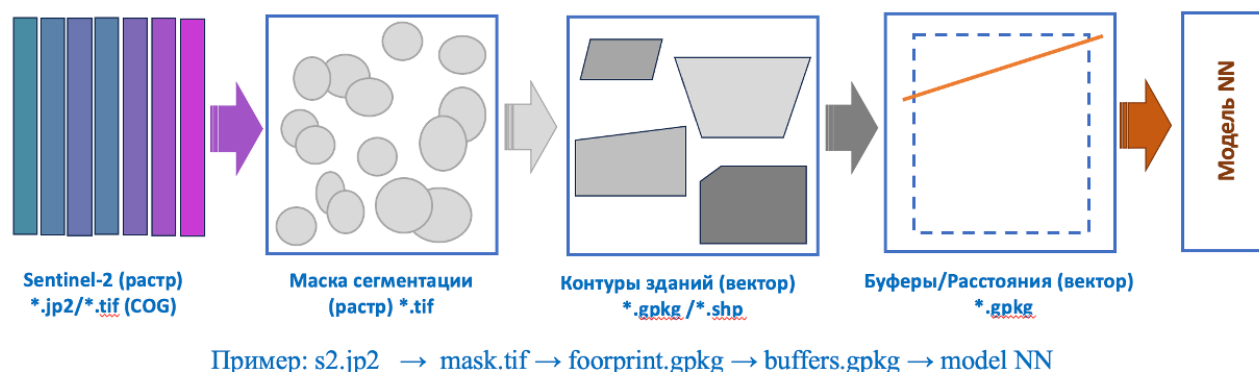 Sentinel-2 (растр)
*.jp2/*.tif (COG)
Маска сегментации
(растр) *.tif
Контуры зданий (вектор)
*.gpkg /*.shp
Буферы/Расстояния (вектор)
*.gpkg
Модель NN
Пример: s2.jp2 → mask.tif → foorprint.gpkg → buffers.gpkg → model NN